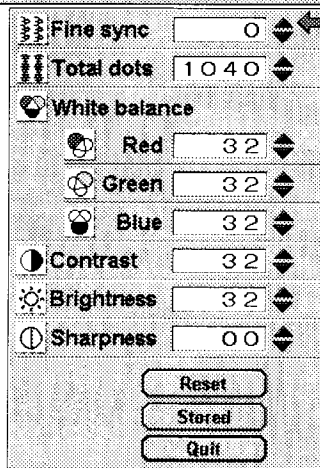 Fine sync 0
Total dots 1040
White balance
Red 32
Green 32
Blue 32
Contrast 32
Brightness 32
Sharpness 00
Reset
Stored
Quit